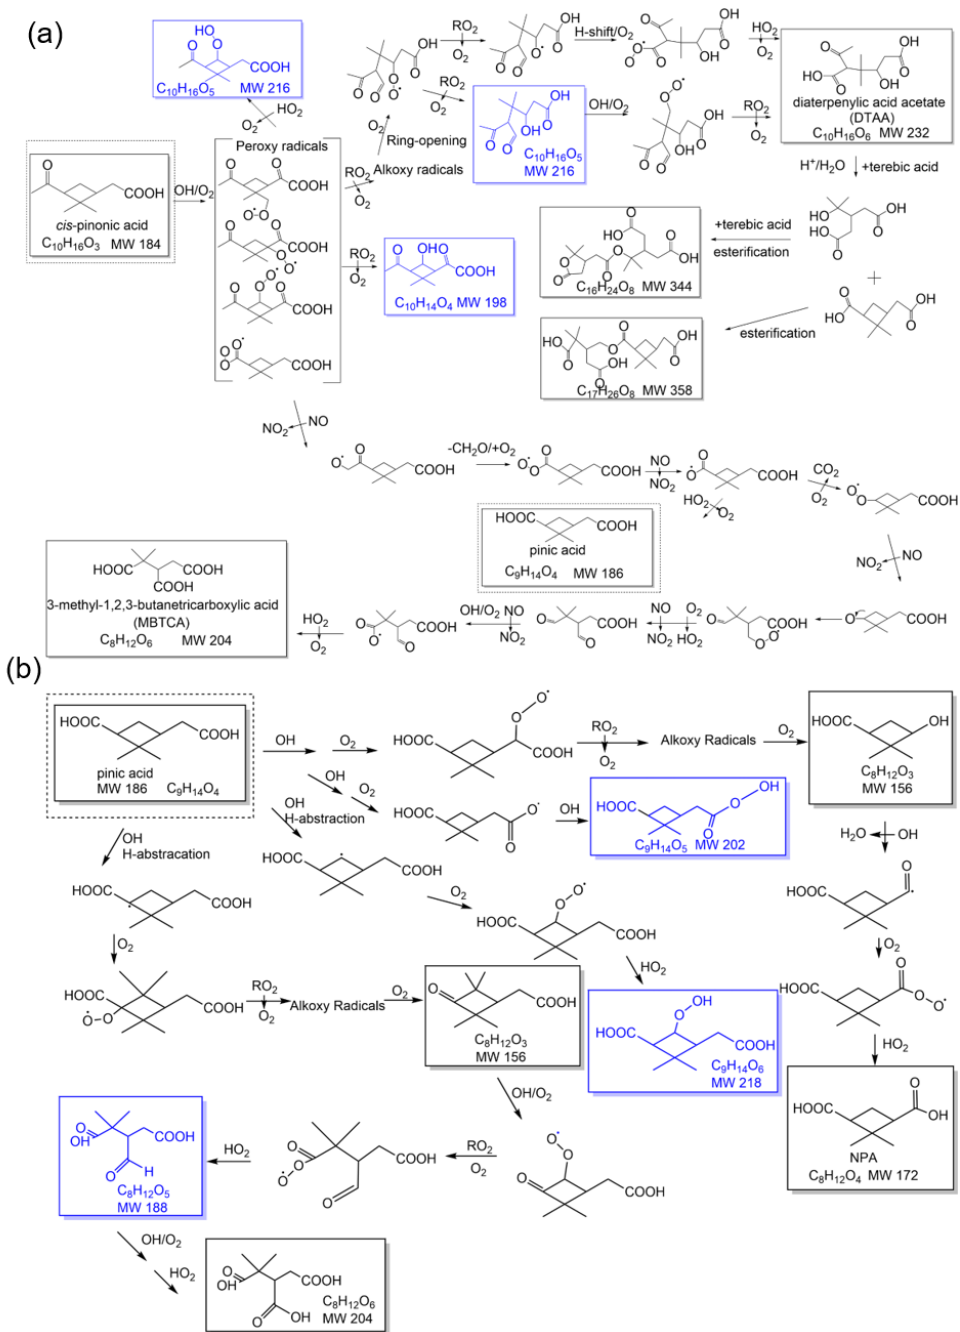 (a)
HO
O
O
COOH
C10H16O5 MW 216
O2
HO2
Peroxy radicals
O
COOH
cis-pinonic acid
C10H16O3 MW 184
OH/O2
O
O
COOH
O
O
O
O
COOH
O
O
O
O
O
COOH
O
O
O
COOH
RO2
O2
O2
Ring-opening
Alkoxy radicals
RO2
O2
O
OH
O
COOH
C10H14O4 MW 198
O
OH
O
O
O
O
RO2
O2
RO2
O2
O
OH
O
O
O
H-shift/O2
O
O
O
O
OH
OH
HO2
O2
O
O
OH
O
OH
OH
diaterpenylic acid acetate
(DTAA)
C10H16O6 MW 232
O
OH
O
O
OH
C10H16O5
MW 216
OH/O2
O
O
O
OH
O
O
OH
RO2
O2
H+/H2O
+terebic acid
O
OH
HO
HO
O
OH
O
+
O
HO
O
OH
+terebic acid
esterification
O
HO
O
OH
O
O
O
O
C16H24O8 MW 344
esterification
HO
O
O
O
OH
O
O
OH
C17H26O8 MW 358
NO2
NO
O
O
COOH
-CH2O/+O2
O
O
COOH
NO
NO2
O
O
COOH
CO2
O2
O
O
COOH
HO2
O2
HOOC
COOH
pinic acid
C9H14O4 MW 186
NO2
NO
O
COOH
O
COOH
O
O
NO
O2
NO2
HO2
O
COOH
O
OH/O2
NO
NO2
O
O
O
COOH
HO2
O2
HOOC
COOH
COOH
3-methyl-1,2,3-butanetricarboxylic acid
(MBTCA)
C8H12O6 MW 204
(b)
HOOC
COOH
pinic acid
MW 186 C9H14O4
OH
O2
HOOC
O
O
COOH
RO2
O2
Alkoxy Radicals
O2
HOOC
OH
C8H12O3
MW 156
OH
O2
HOOC
O
O
OH
HOOC
O
OH
O
C9H14O5 MW 202
OH
H-abstraction
OH
H-abstracation
H2O
OH
HOOC
COOH
HOOC
COOH
O2
HOOC
O
O
COOH
HOOC
O
O2
O2
HOOC
O
O
COOH
RO2
O2
Alkoxy Radicals
O2
O
COOH
C8H12O3
MW 156
HO2
HOOC
O
OH
COOH
C9H14O6
MW 218
HOOC
O
O
O
HO2
HOOC
O
OH
NPA
C8H12O4 MW 172
OH/O2
O
O
O
COOH
RO2
O2
O
O
O
O
COOH
HO2
O
OH
COOH
O
H
C8H12O5
MW 188
OH/O2
HO2
O
OH
COOH
O
OH
C8H12O6
MW 204